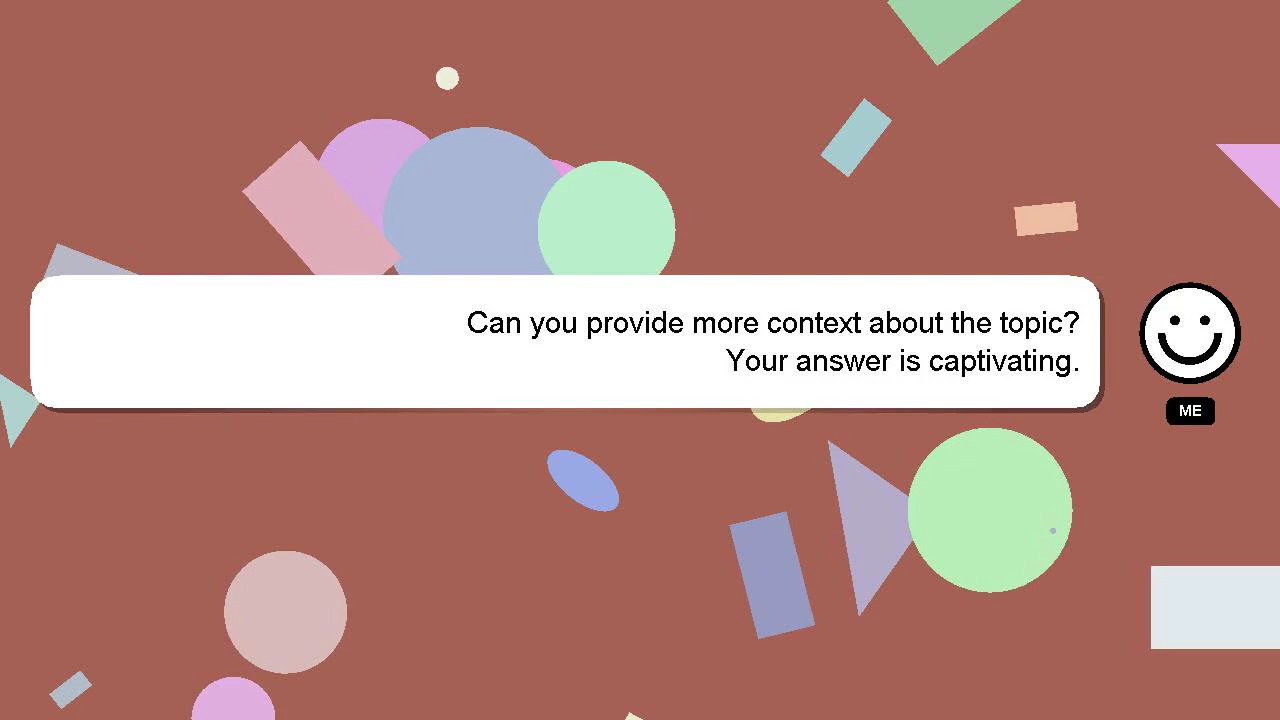 Can you provide more context about the topic?
Your answer is captivating.
ME